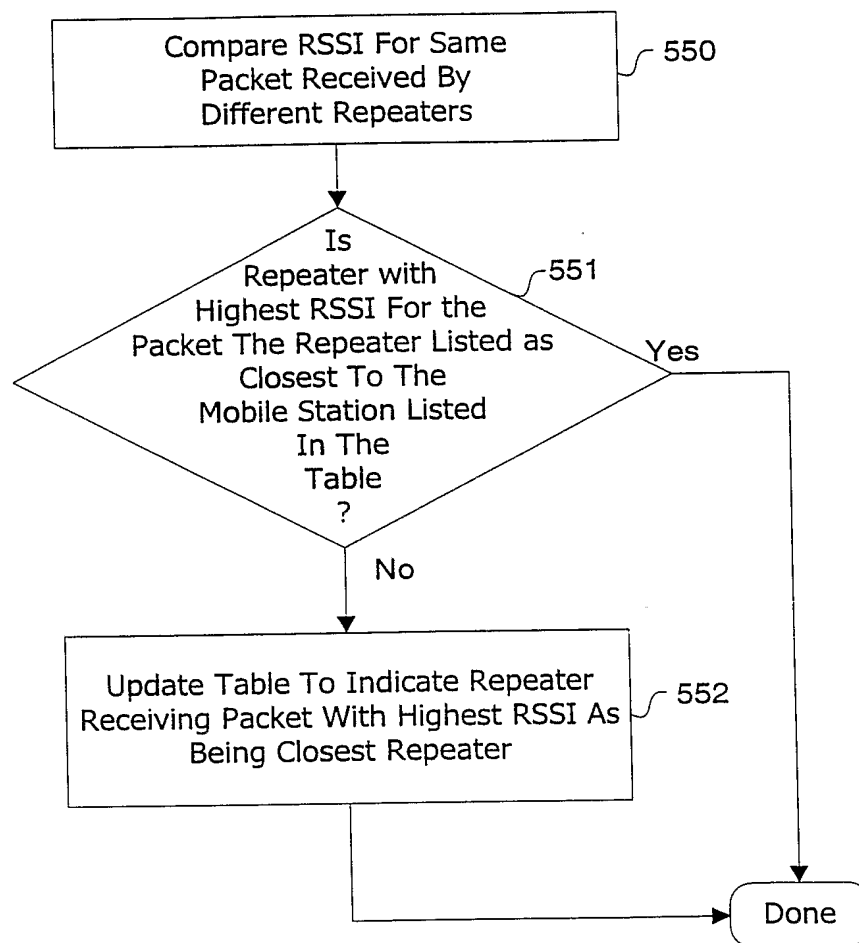 Compare RSSI For Same
Packet Received By
Different Repeaters
550
Is
Repeater with
Highest RSSI For the
Packet The Repeater Listed as
Closest To The
Mobile Station Listed
In The
Table
?
551
Yes
No
Update Table To Indicate Repeater
Receiving Packet With Highest RSSI As
Being Closest Repeater
552
Done